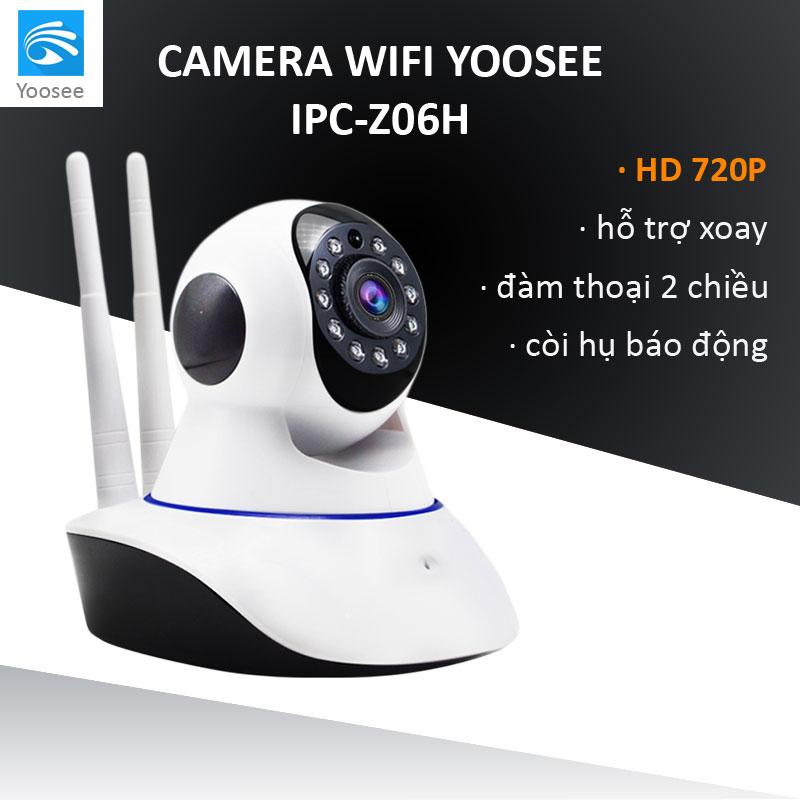 Yoosee
CAMERA WIFI YOOSEE
IPC-Z06H
· HD 720P
· hỗ trợ xoay
· đàm thoại 2 chiều
· còi hụ báo động